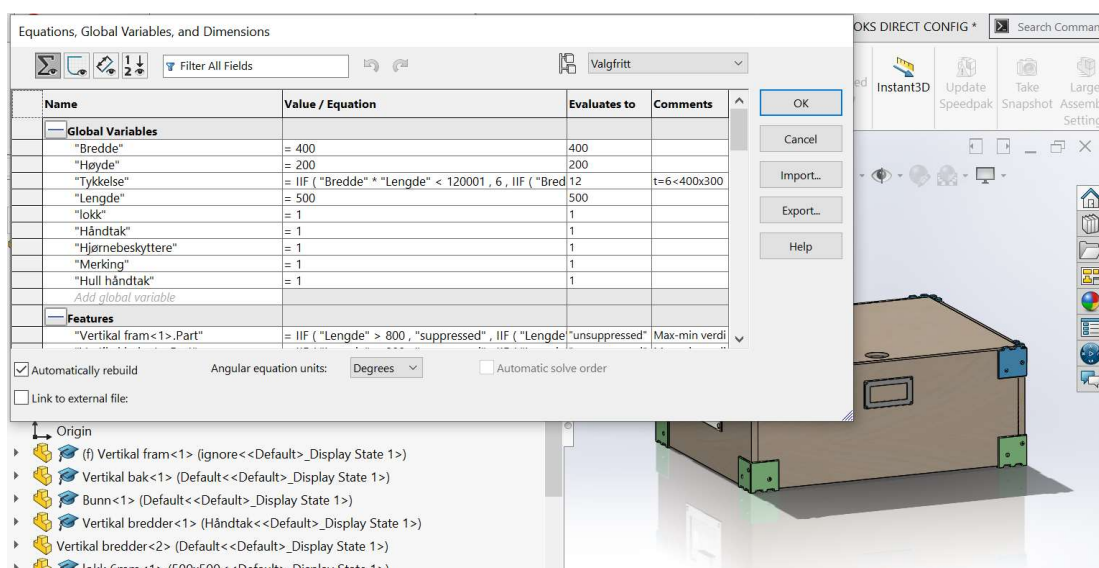 Equations, Global Variables, and Dimensions
OKS DIRECT CONFIG * Search Comman
Filter All Fields Valgfritt
Instant3D Update Speedpak Take Snapshot Large Assemb Setting
Name Value / Equation Evaluates to Comments
Global Variables
"Bredde" = 400 400
"Høyde" = 200 200
"Tykkelse" = IIF ( "Bredde" * "Lengde" < 120001 , 6 , IIF ( "Bred 12 t=6<400x300
"Lengde" = 500 500
"lokk" = 1 1
"Håndtak" = 1 1
"Hjørnebeskyttere" = 1 1
"Merking" = 1 1
"Hull håndtak" = 1 1
Add global variable
Features
"Vertikal fram<1>.Part" = IIF ( "Lengde" > 800 , "suppressed" , IIF ( "Lengde "unsuppressed" Max-min verdi
OK
Cancel
Import...
Export...
Help
Automatically rebuild Angular equation units: Degrees Automatic solve order
Link to external file:
Origin
(f) Vertikal fram<1> (ignore<<Default>_Display State 1>)
Vertikal bak<1> (Default<<Default>_Display State 1>)
Bunn<1> (Default<<Default>_Display State 1>)
Vertikal bredder<1> (Håndtak<<Default>_Display State 1>)
Vertikal bredder<2> (Default<<Default>_Display State 1>)